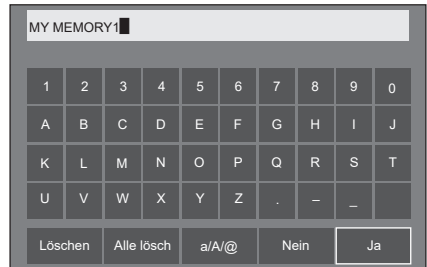 MY MEMORY1
1 2 3 4 5 6 7 8 9 0
A B C D E F G H I J
K L M N O P Q R S T
U V W X Y Z . – _
Löschen Alle lösch a/A/@ Nein Ja